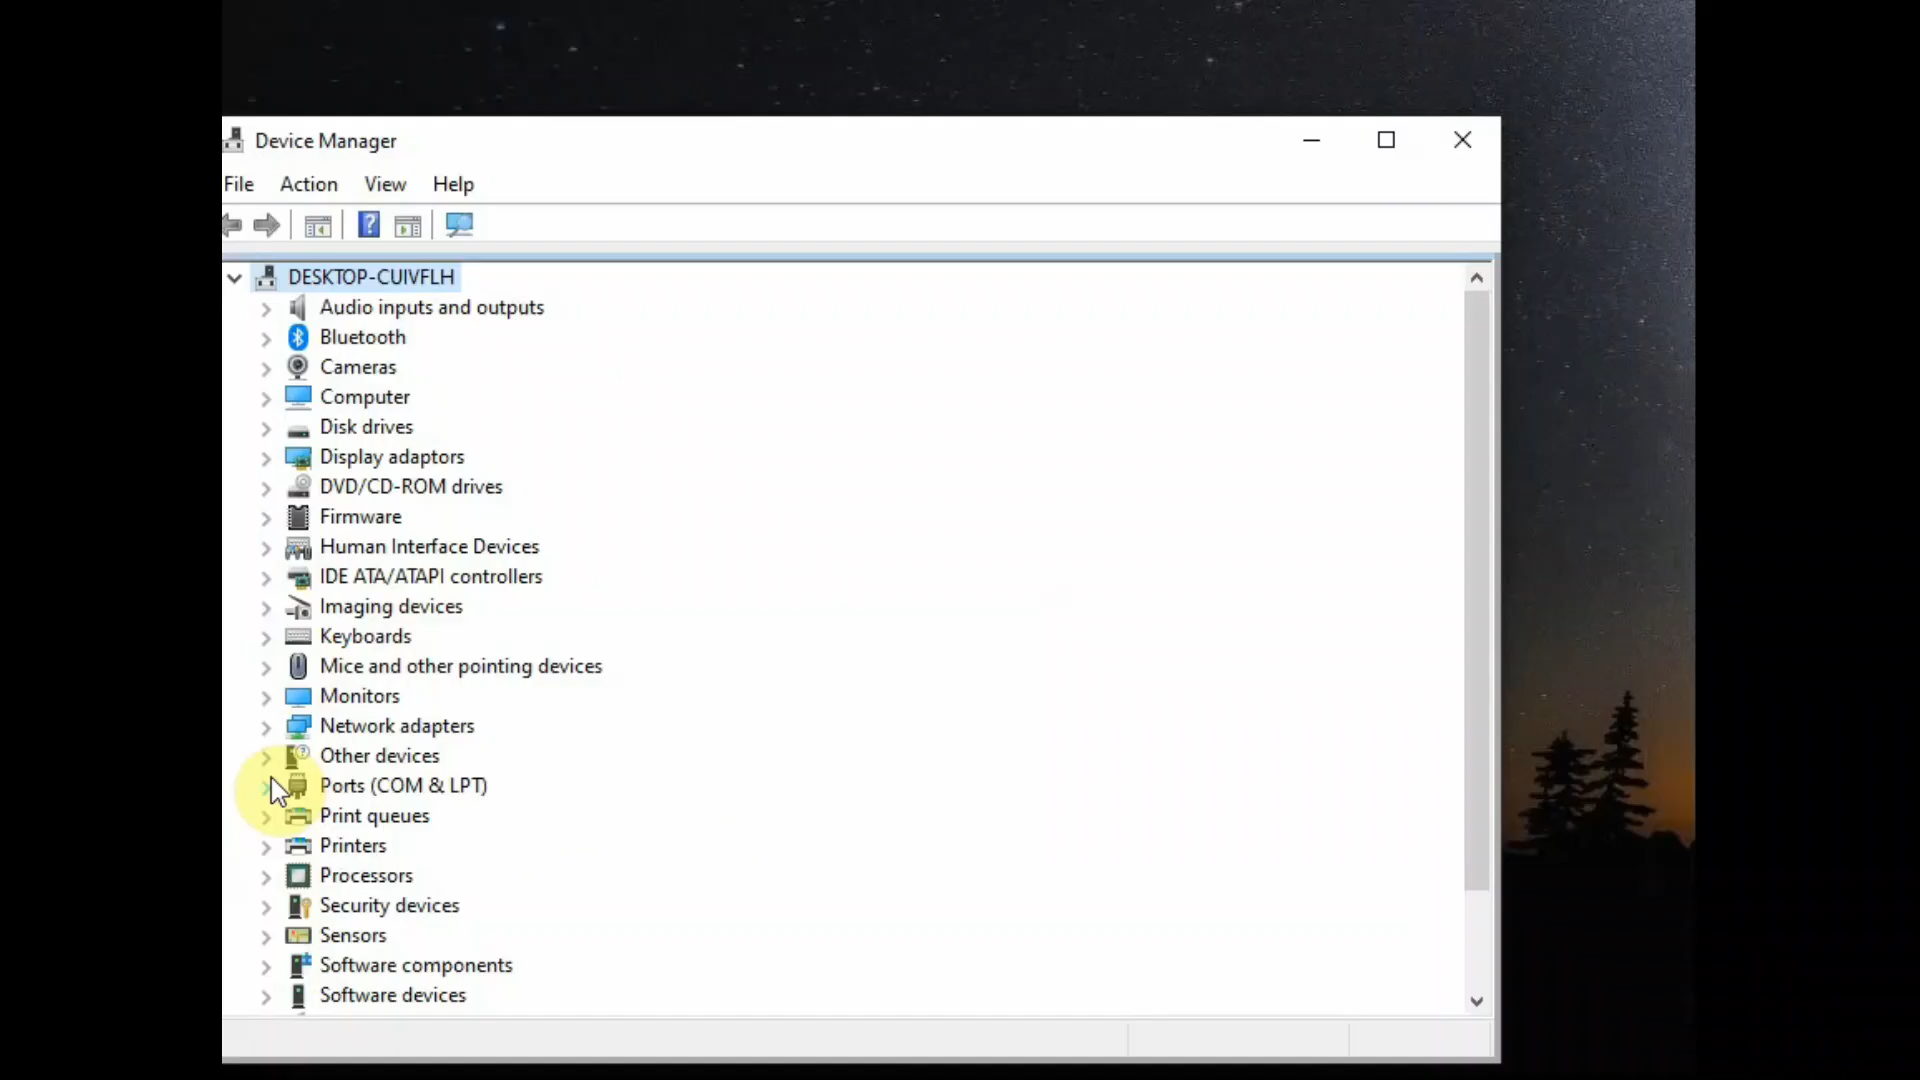 Device Manager
File Action View Help
DESKTOP-CUIVFLH
Audio inputs and outputs
Bluetooth
Cameras
Computer
Disk drives
Display adaptors
DVD/CD-ROM drives
Firmware
Human Interface Devices
IDE ATA/ATAPI controllers
Imaging devices
Keyboards
Mice and other pointing devices
Monitors
Network adapters
Other devices
Ports (COM & LPT)
Print queues
Printers
Processors
Security devices
Sensors
Software components
Software devices